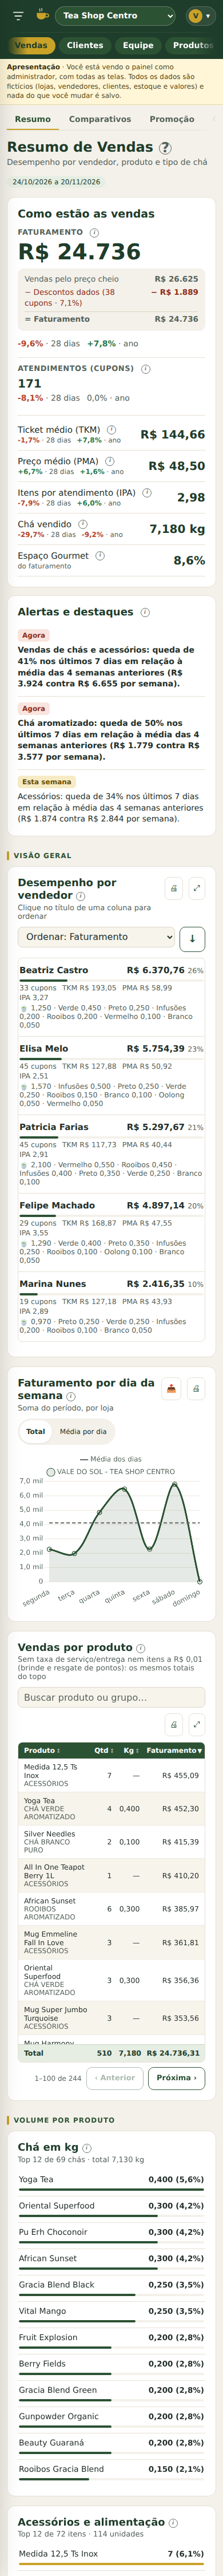 Tea Shop Centro
V
Vendas Clientes Equipe Produtos
Apresentação · Você está vendo o painel como administrador, com todas as telas. Todos os dados são fictícios (lojas, vendedores, clientes, estoque e valores) e nada do que você mudar é salvo.
Resumo Comparativos Promoção
Resumo de Vendas ?
Desempenho por vendedor, produto e tipo de chá
24/10/2026 a 20/11/2026
Como estão as vendas
FATURAMENTO i
R$ 24.736
Vendas pelo preço cheio R$ 26.625
− Descontos dados (38 cupons · 7,1%) − R$ 1.889
= Faturamento R$ 24.736
-9,6% · 28 dias +7,8% · ano
ATENDIMENTOS (CUPONS) i
171
-8,1% · 28 dias 0,0% · ano
Ticket médio (TKM) i R$ 144,66
-1,7% · 28 dias +7,8% · ano
Preço médio (PMA) i R$ 48,50
+6,7% · 28 dias +1,6% · ano
Itens por atendimento (IPA) i 2,98
-7,9% · 28 dias +6,0% · ano
Chá vendido i 7,180 kg
-29,7% · 28 dias -9,2% · ano
Espaço Gourmet i 8,6%
do faturamento
Alertas e destaques i
Agora
Vendas de chás e acessórios: queda de 41% nos últimos 7 dias em relação à média das 4 semanas anteriores (R$ 3.924 contra R$ 6.655 por semana).
Agora
Chá aromatizado: queda de 50% nos últimos 7 dias em relação à média das 4 semanas anteriores (R$ 1.779 contra R$ 3.577 por semana).
Esta semana
Acessórios: queda de 34% nos últimos 7 dias em relação à média das 4 semanas anteriores (R$ 1.874 contra R$ 2.844 por semana).
VISÃO GERAL
Desempenho por vendedor i
Clique no título de uma coluna para ordenar
Ordenar: Faturamento ↓
Beatriz Castro R$ 6.370,76 26%
33 cupons TKM R$ 193,05 PMA R$ 58,99
IPA 3,27
1,250 · Verde 0,450 · Preto 0,250 · Infusões 0,200 · Rooibos 0,200 · Vermelho 0,100 · Branco 0,050
Elisa Melo R$ 5.754,39 23%
45 cupons TKM R$ 127,88 PMA R$ 50,92
IPA 2,51
1,570 · Infusões 0,500 · Preto 0,250 · Verde 0,250 · Rooibos 0,150 · Branco 0,100 · Oolong 0,050 · Vermelho 0,050
Patricia Farias R$ 5.297,67 21%
45 cupons TKM R$ 117,73 PMA R$ 40,44
IPA 2,91
2,100 · Vermelho 0,550 · Rooibos 0,450 · Infusões 0,400 · Preto 0,350 · Verde 0,250 · Branco 0,100
Felipe Machado R$ 4.897,14 20%
29 cupons TKM R$ 168,87 PMA R$ 47,55
IPA 3,55
1,290 · Verde 0,400 · Preto 0,350 · Infusões 0,250 · Rooibos 0,100 · Oolong 0,100 · Branco 0,050
Marina Nunes R$ 2.416,35 10%
19 cupons TKM R$ 127,18 PMA R$ 43,93
IPA 2,89
0,970 · Preto 0,250 · Verde 0,250 · Infusões 0,200 · Rooibos 0,100 · Branco 0,050
Faturamento por dia da semana i
Soma do período, por loja
Total Média por dia
Média dos dias
VALE DO SOL - TEA SHOP CENTRO
7,0 mil
6,0 mil
5,0 mil
4,0 mil
3,0 mil
2,0 mil
1,0 mil
0
segunda terça quarta quinta sexta sábado domingo
Vendas por produto i
Sem taxa de serviço/entrega nem itens a R$ 0,01 (brinde e resgate de pontos): os mesmos totais do topo
Buscar produto ou grupo...
Produto ↕ Qtd ↕ Kg ↕ Faturamento ▼
Medida 12,5 Ts Inox ACESSÓRIOS 7 — R$ 455,09
Yoga Tea CHÁ VERDE AROMATIZADO 4 0,400 R$ 452,30
Silver Needles CHÁ BRANCO PURO 2 0,100 R$ 415,39
All In One Teapot Berry 1L ACESSÓRIOS 1 — R$ 410,20
African Sunset ROOIBOS AROMATIZADO 6 0,300 R$ 385,97
Mug Emmeline Fall In Love ACESSÓRIOS 3 — R$ 361,81
Oriental Superfood CHÁ VERDE AROMATIZADO 3 0,300 R$ 356,36
Mug Super Jumbo Turquoise ACESSÓRIOS 3 — R$ 353,56
Mug Harmony
Total 510 7,180 R$ 24.736,31
1–100 de 244 ‹ Anterior Próxima ›
VOLUME POR PRODUTO
Chá em kg i
Top 12 de 69 chás · total 7,130 kg
Yoga Tea 0,400 (5,6%)
Oriental Superfood 0,300 (4,2%)
Pu Erh Choconoir 0,300 (4,2%)
African Sunset 0,300 (4,2%)
Gracia Blend Black 0,250 (3,5%)
Vital Mango 0,250 (3,5%)
Fruit Explosion 0,200 (2,8%)
Berry Fields 0,200 (2,8%)
Gracia Blend Green 0,200 (2,8%)
Gunpowder Organic 0,200 (2,8%)
Beauty Guaraná 0,200 (2,8%)
Rooibos Gracia Blend 0,150 (2,1%)
Acessórios e alimentação i
Top 12 de 72 itens · 114 unidades
Medida 12,5 Ts Inox 7 (6,1%)